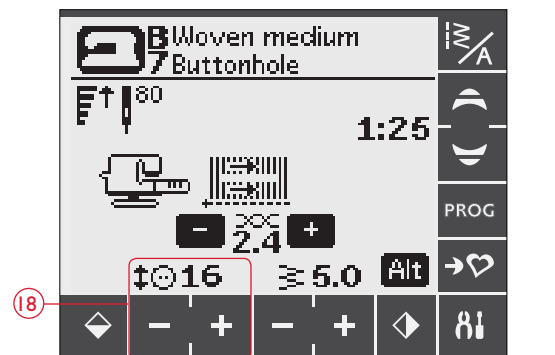 B Woven medium
7 Buttonhole
80
1:25
- 2.4 +
16 5.0 Alt
- + - +
A
PROG
18